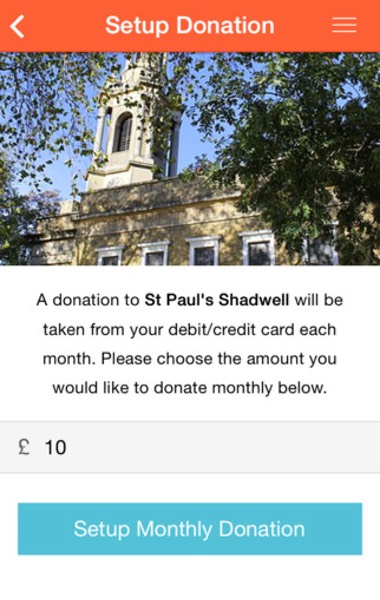 Setup Donation
A donation to St Paul's Shadwell will be
taken from your debit/credit card each
month. Please choose the amount you
would like to donate monthly below.
£ 10
Setup Monthly Donation